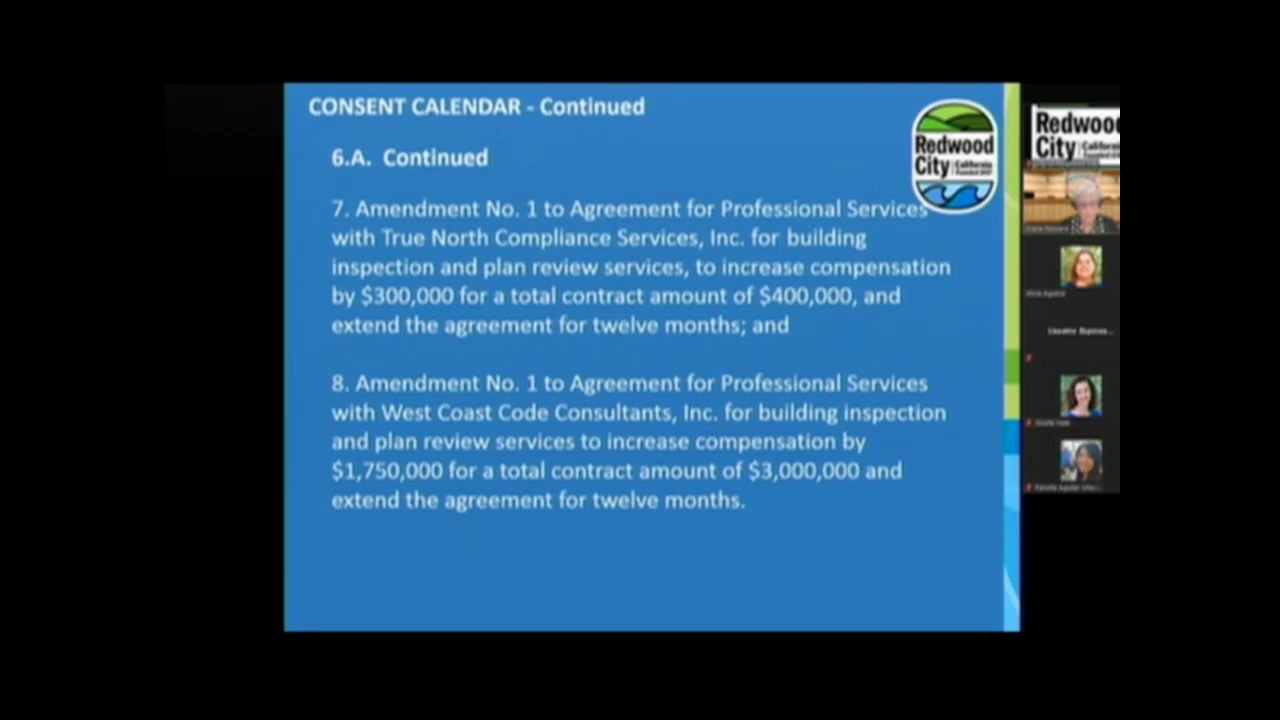 CONSENT CALENDAR - Continued
6.A. Continued
7. Amendment No. 1 to Agreement for Professional Services
with True North Compliance Services, Inc. for building
inspection and plan review services, to increase compensation
by $300,000 for a total contract amount of $400,000, and
extend the agreement for twelve months; and
8. Amendment No. 1 to Agreement for Professional Services
with West Coast Code Consultants, Inc. for building inspection
and plan review services to increase compensation by
$1,750,000 for a total contract amount of $3,000,000 and
extend the agreement for twelve months.
Redwood
City California
Redwood
City California
Alicia Aguirre